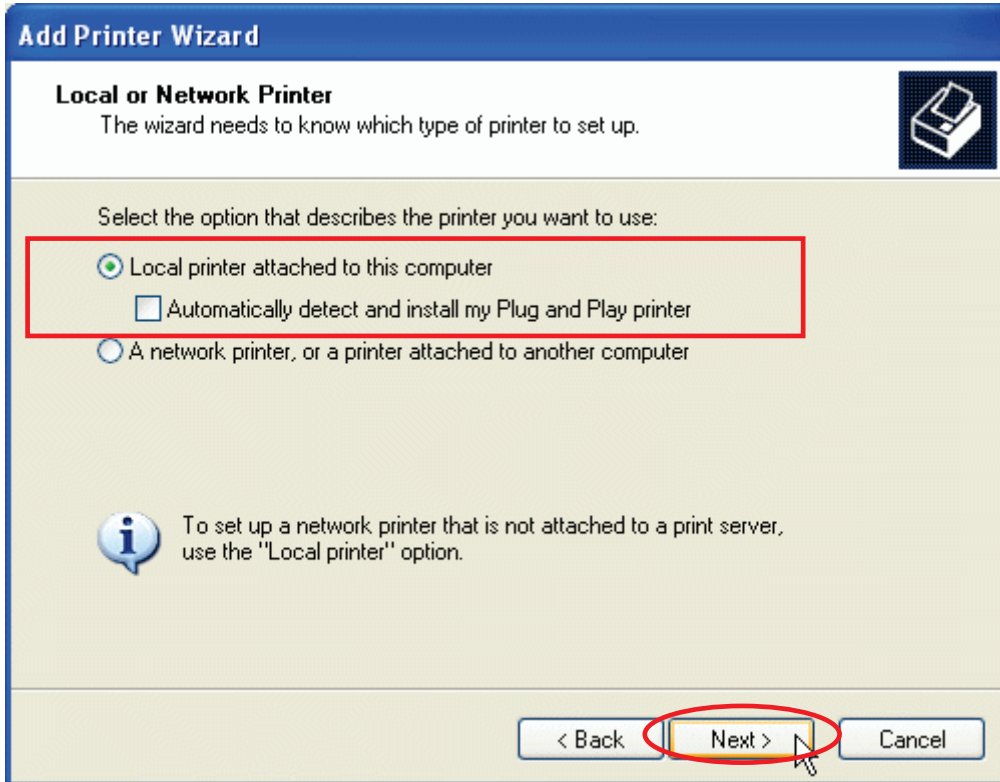 Add Printer Wizard
Local or Network Printer
The wizard needs to know which type of printer to set up.
Select the option that describes the printer you want to use:
Local printer attached to this computer
Automatically detect and install my Plug and Play printer
A network printer, or a printer attached to another computer
To set up a network printer that is not attached to a print server,
use the "Local printer" option.
< Back Next > Cancel